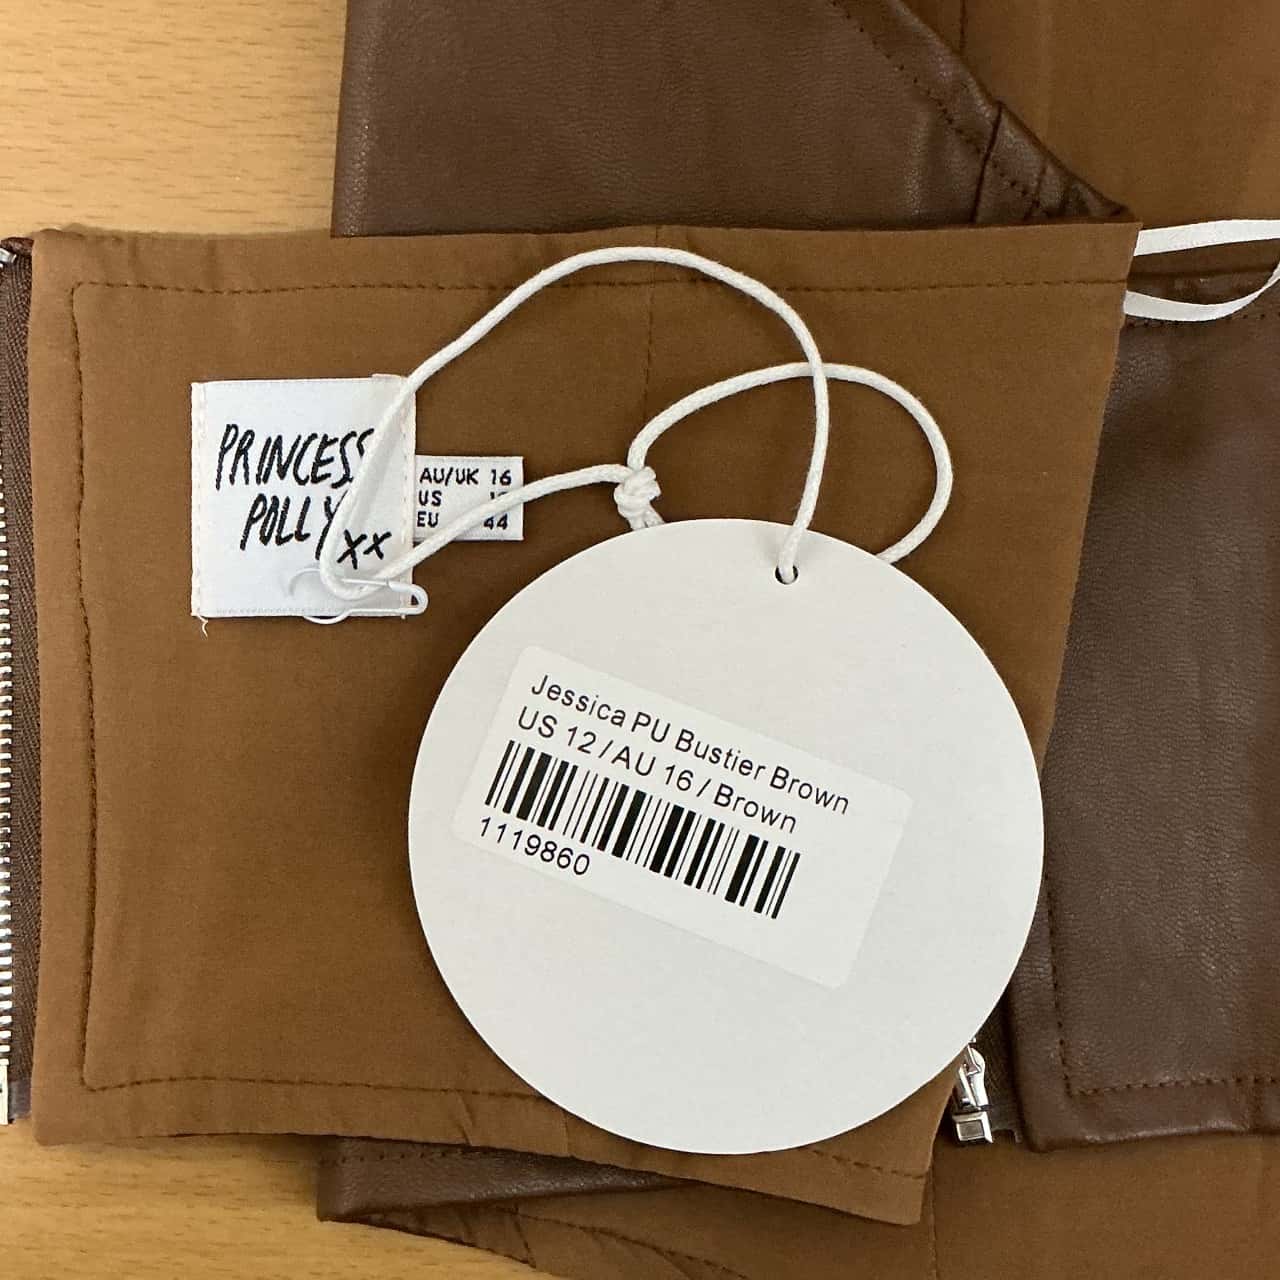 PRINCESS
POLLY
xx
AU/UK 16
US
EU 44
Jessica PU Bustier Brown
US 12 / AU 16 / Brown
1119860